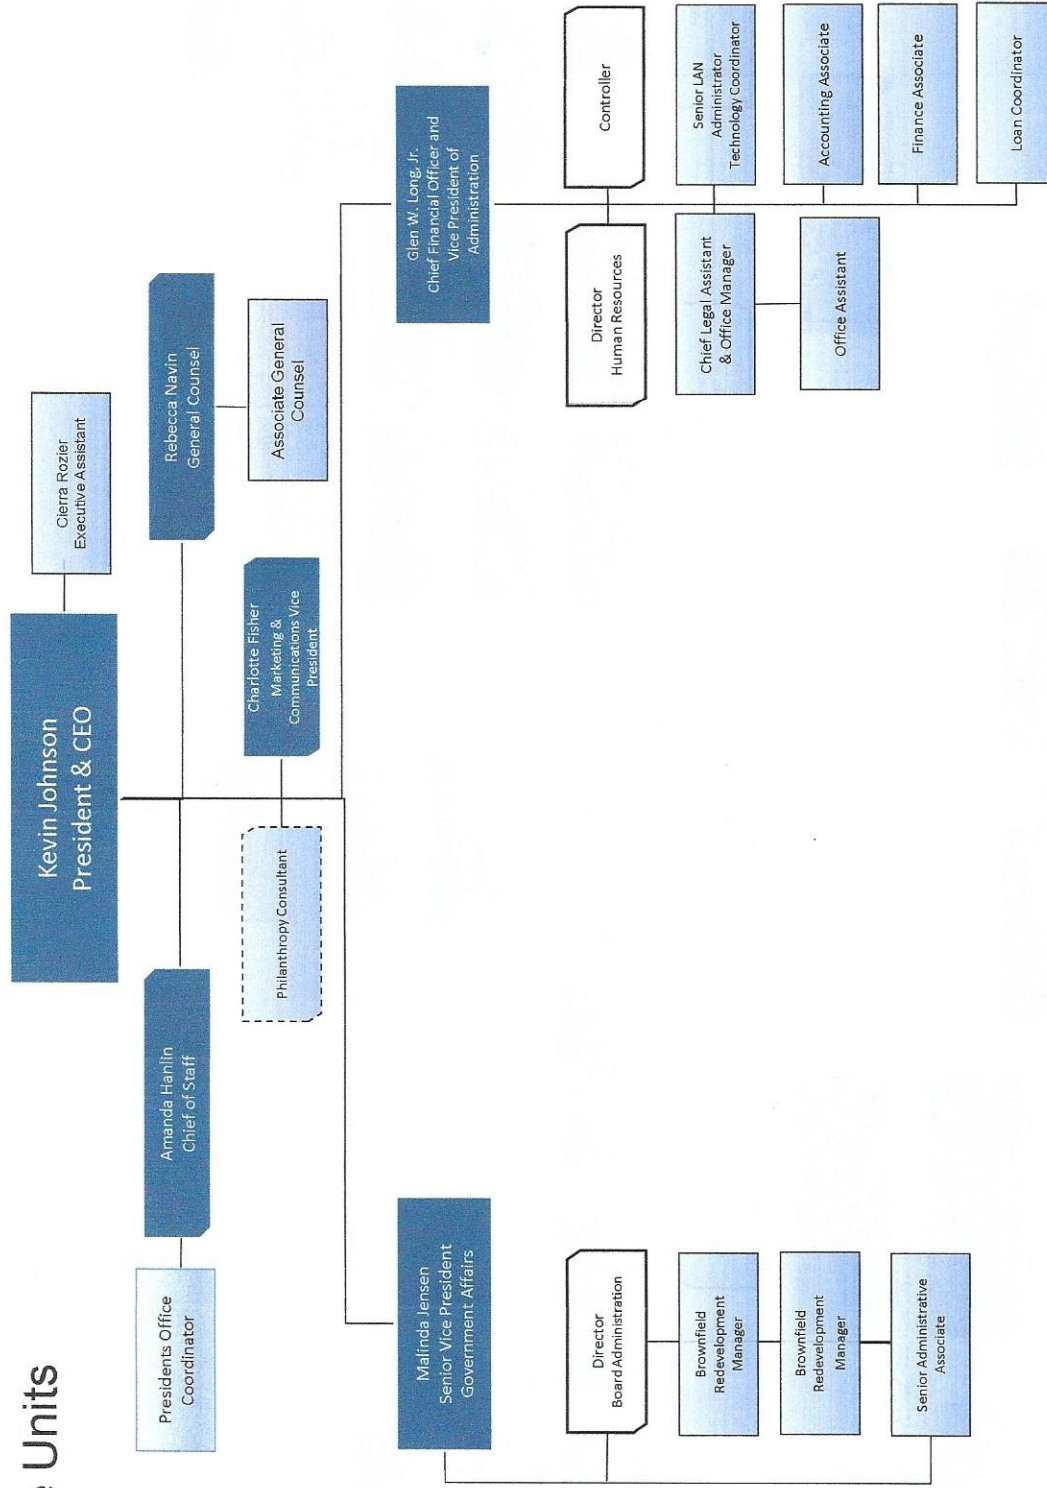 Units
Kevin Johnson
President & CEO
Cierra Rozier
Executive Assistant
Presidents Office
Coordinator
Amanda Hanlin
Chief of Staff
Rebecca Navin
General Counsel
Philanthropy Consultant
Charlotte Fisher
Marketing &
Communications Vice
President
Associate General
Counsel
Malinda Jensen
Senior Vice President
Government Affairs
Director
Board Administration
Brownfield
Redevelopment
Manager
Brownfield
Redevelopment
Manager
Senior Administrative
Associate
Glen W. Long, Jr.
Chief Financial Officer and
Vice President of
Administration
Director
Human Resources
Controller
Chief Legal Assistant
& Office Manager
Senior LAN
Administrator
Technology Coordinator
Office Assistant
Accounting Associate
Finance Associate
Loan Coordinator